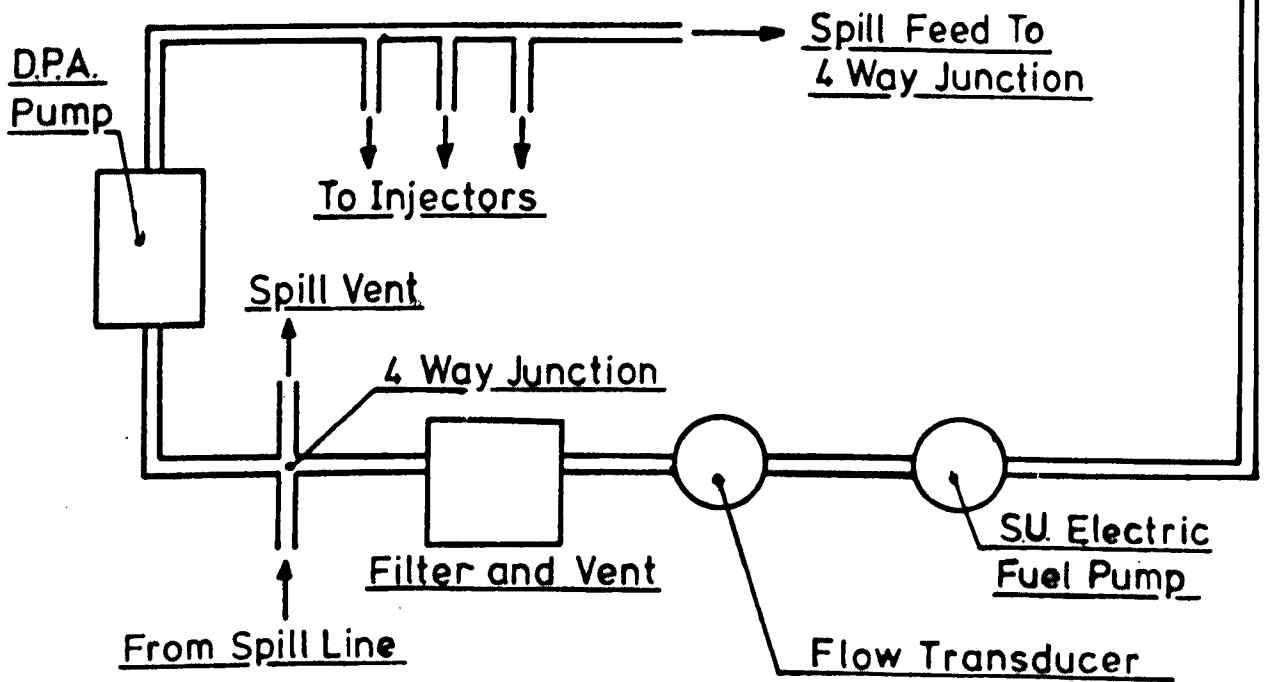 Spill Feed To
4 Way Junction
D.P.A.
Pump
To Injectors
Spill Vent
4 Way Junction
S.U. Electric
Fuel Pump
Filter and Vent
From Spill Line
Flow Transducer